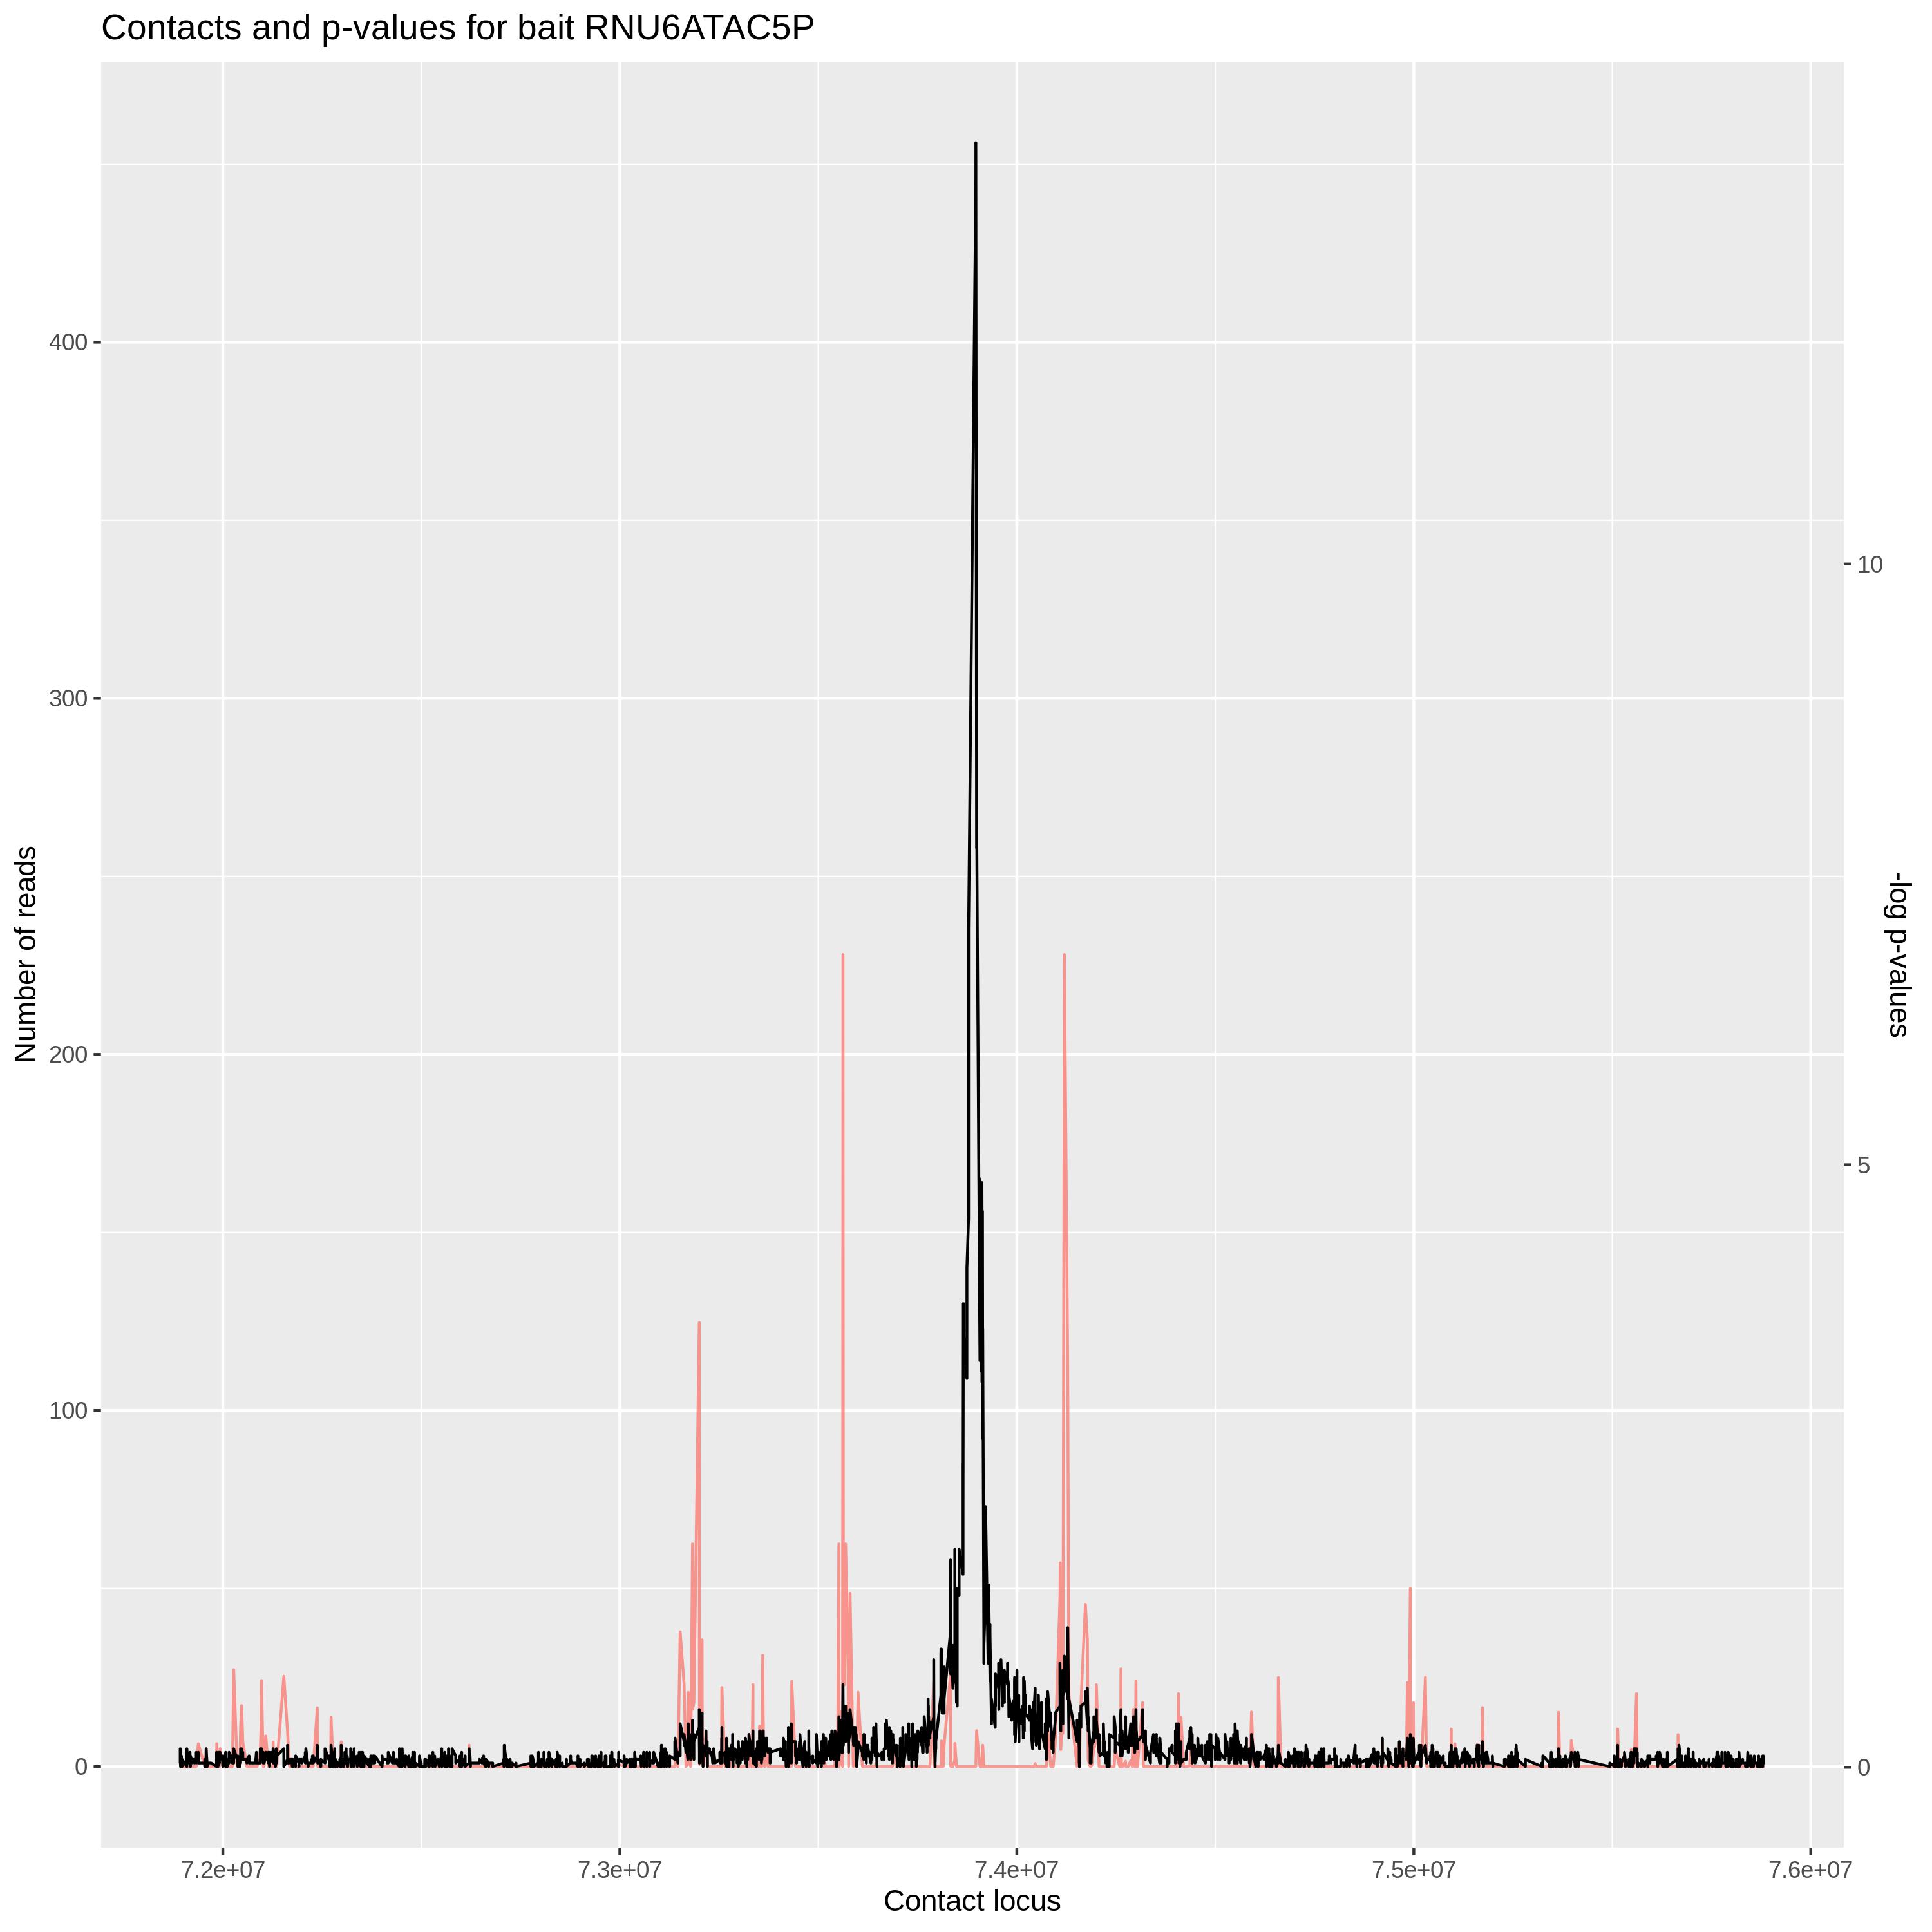 Contacts and p-values for bait RNU6ATAC5P
400
300
200
100
0
Number of reads
10
5
0
-log p-values
7.2e+07
7.3e+07
7.4e+07
7.5e+07
7.6e+07
Contact locus